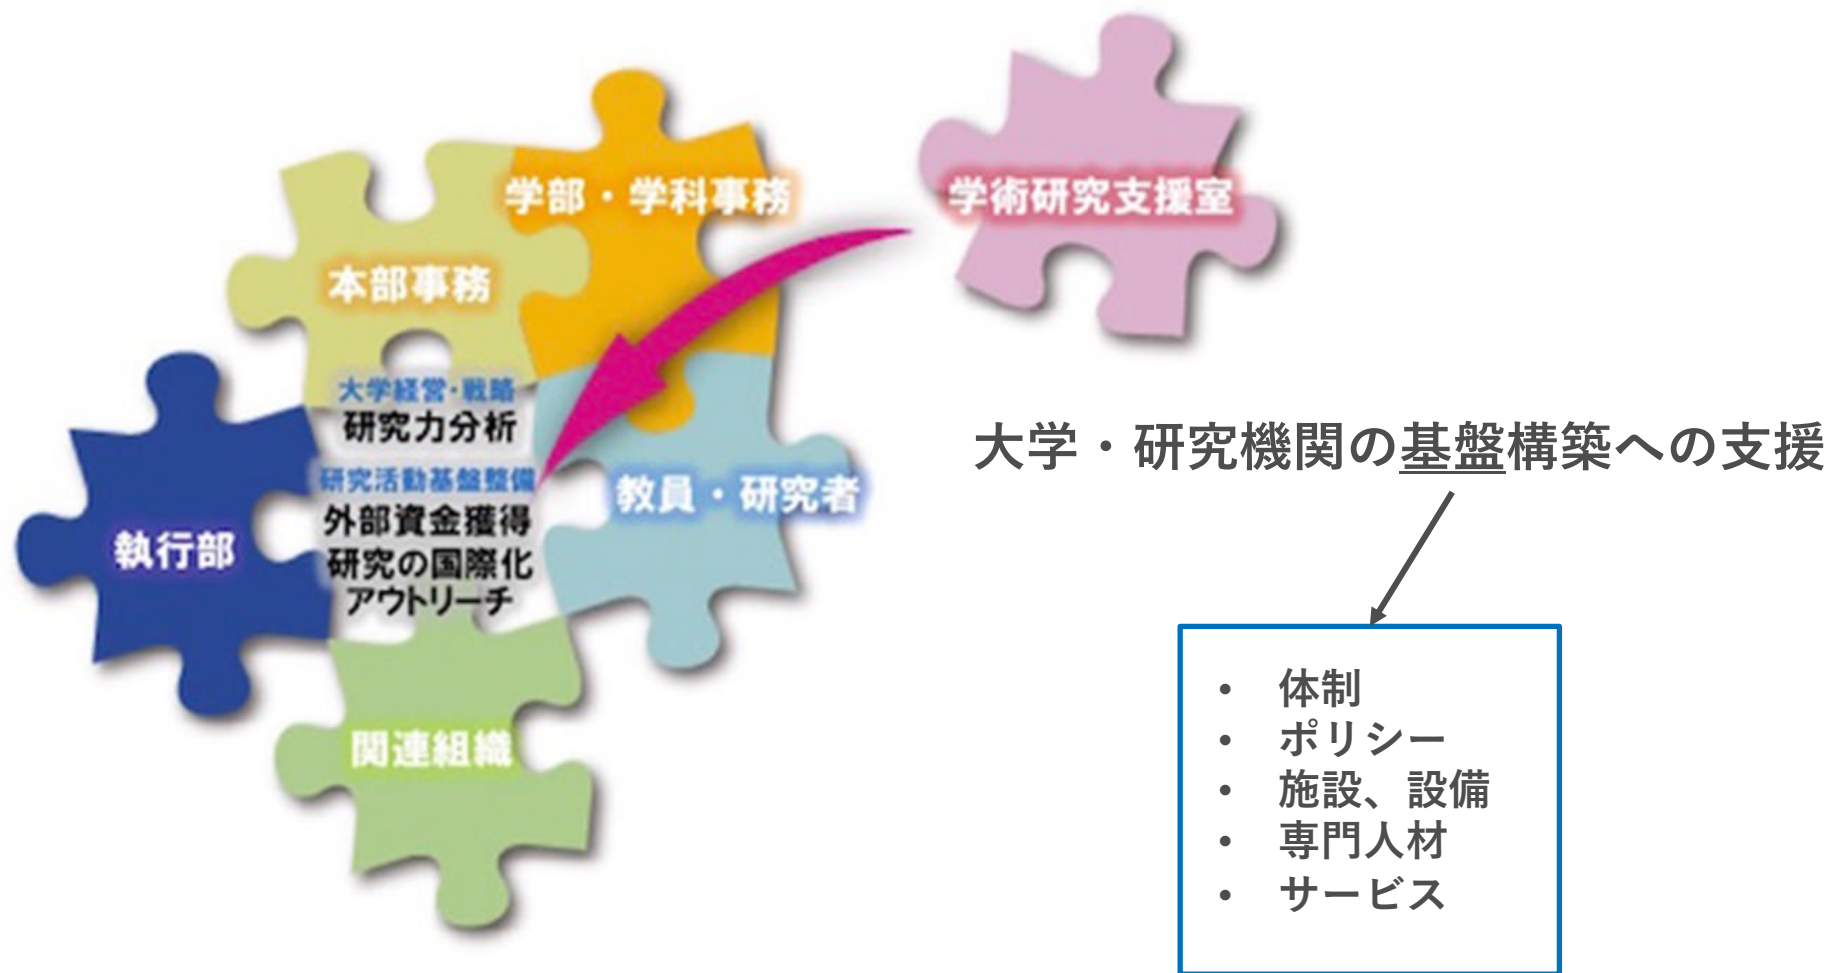 学部・学科事務
学術研究支援室
本部事務
大学経営・戦略
研究力分析
研究活動基盤整備
外部資金獲得
研究の国際化
アウトリーチ
教員・研究者
執行部
関連組織
大学・研究機関の基盤構築への支援
• 体制
• ポリシー
• 施設、設備
• 専門人材
• サービス